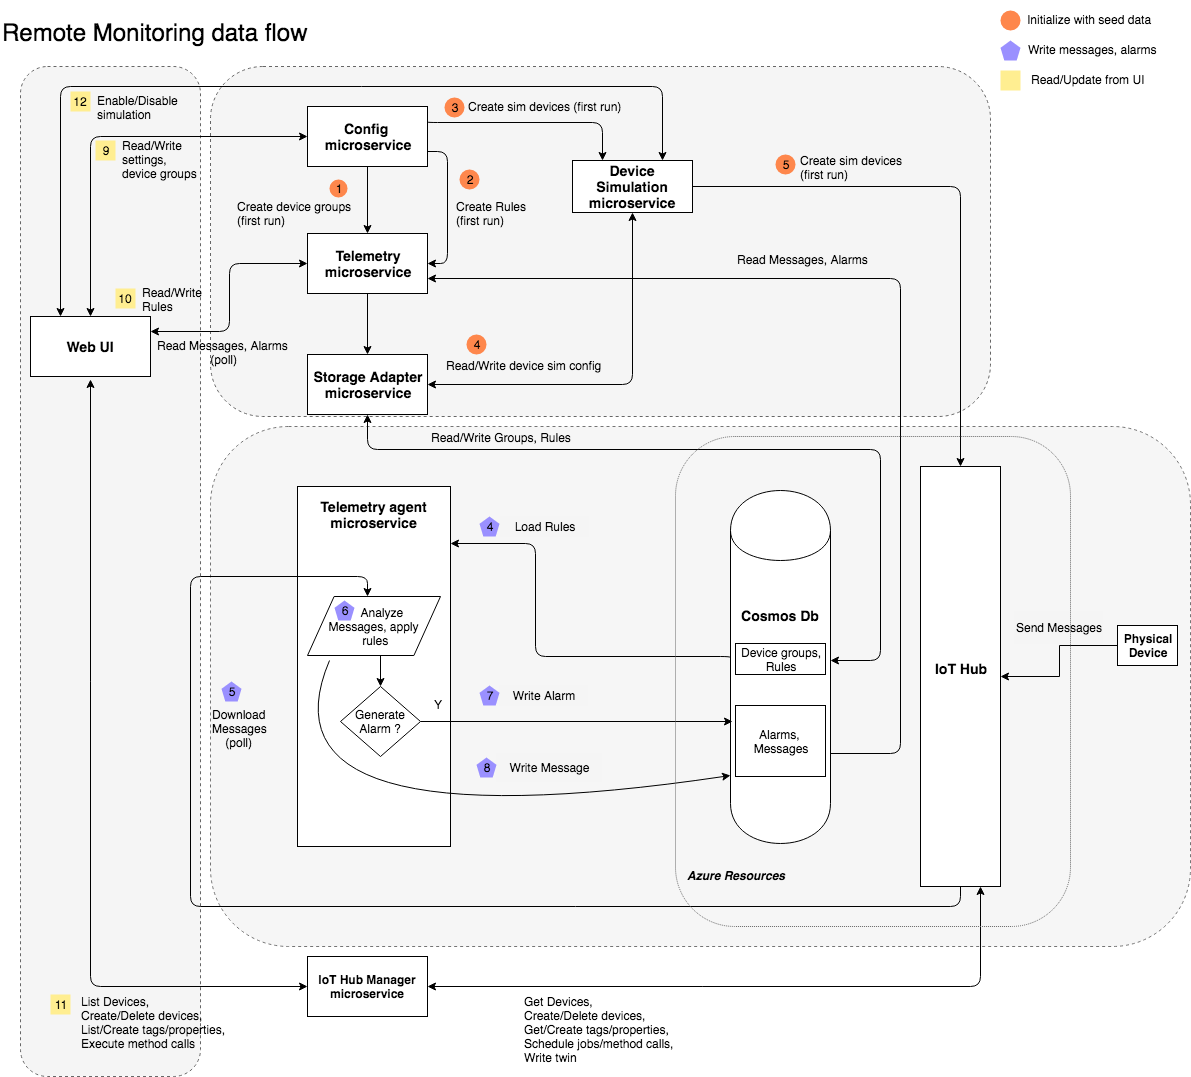 Remote Monitoring data flow
Initialize with seed data
Write messages, alarms
Read/Update from UI
12
Enable/Disable
simulation
9
Read/Write
settings,
device groups
Config
microservice
3
Create sim devices (first run)
Device
Simulation
microservice
5
Create sim devices
(first run)
1
Create device groups
(first run)
2
Create Rules
(first run)
Telemetry
microservice
Read Messages, Alarms
10
Read/Write
Rules
Web UI
Read Messages, Alarms
(poll)
4
Read/Write device sim config
Storage Adapter
microservice
Read/Write Groups, Rules
Telemetry agent
microservice
4
Load Rules
6
Analyze
Messages, apply
rules
Cosmos Db
Device groups,
Rules
IoT Hub
Send Messages
Physical
Device
5
Download
Messages
(poll)
Generate
Alarm ?
Y
7
Write Alarm
Alarms,
Messages
8
Write Message
Azure Resources
IoT Hub Manager
microservice
11
List Devices,
Create/Delete devices,
List/Create tags/properties,
Execute method calls
Get Devices,
Create/Delete devices,
Get/Create tags/properties,
Schedule jobs/method calls,
Write twin